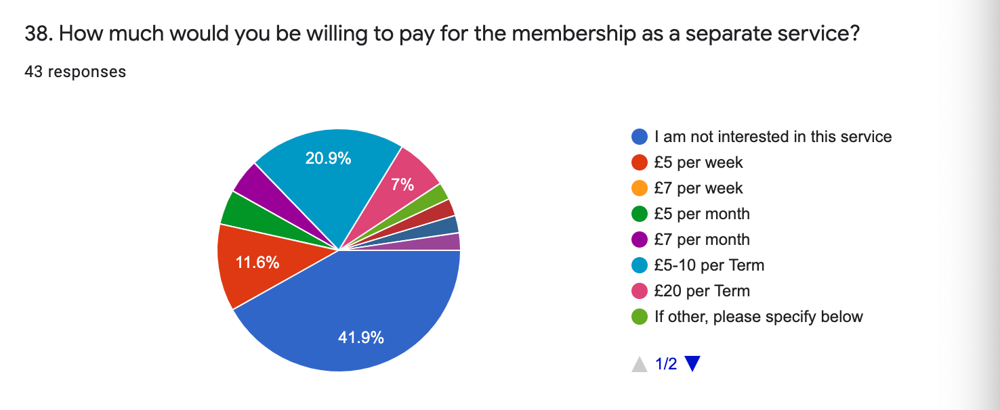 38. How much would you be willing to pay for the membership as a separate service?
43 responses
20.9%
7%
11.6%
41.9%
I am not interested in this service
£5 per week
£7 per week
£5 per month
£7 per month
£5-10 per Term
£20 per Term
If other, please specify below
1/2